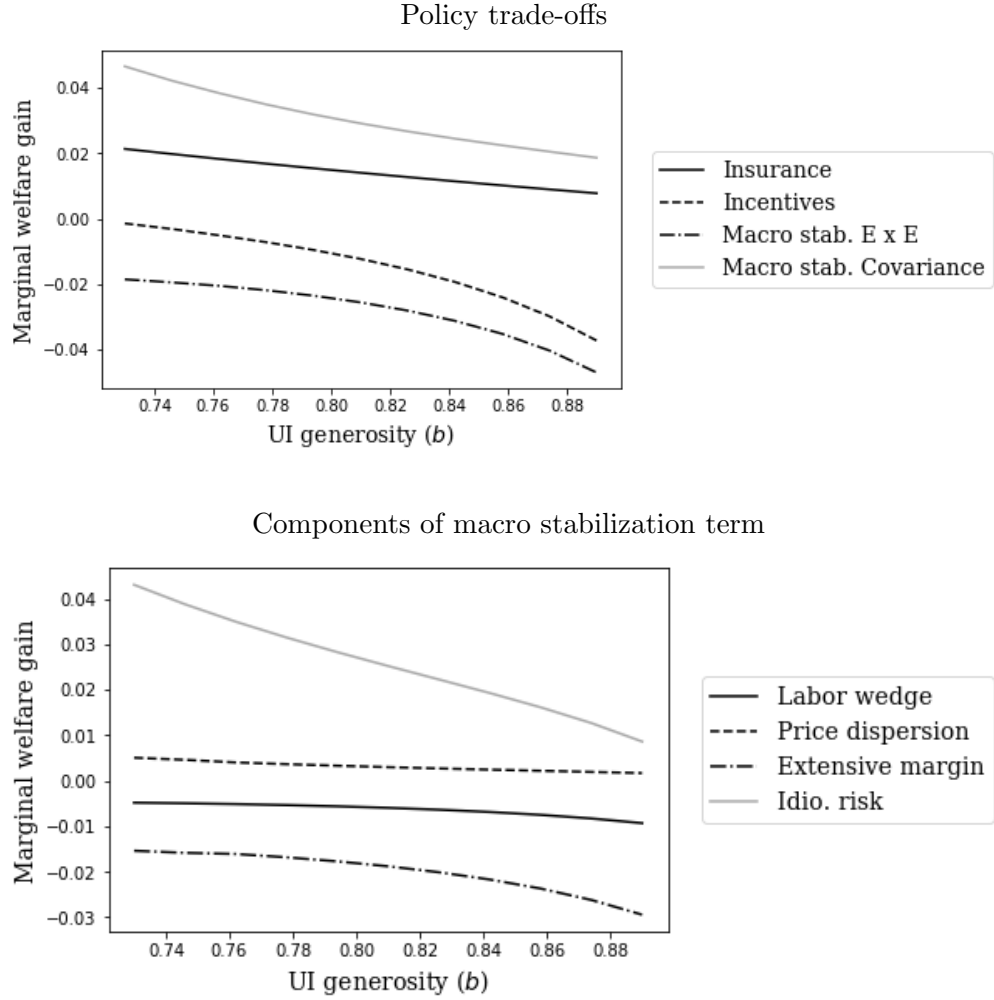 Policy trade-offs
Marginal welfare gain
0.04
0.02
0.00
−0.02
−0.04
0.74 0.76 0.78 0.80 0.82 0.84 0.86 0.88
UI generosity (b)
Insurance
Incentives
Macro stab. E x E
Macro stab. Covariance
Components of macro stabilization term
Marginal welfare gain
0.04
0.03
0.02
0.01
0.00
−0.01
−0.02
−0.03
0.74 0.76 0.78 0.80 0.82 0.84 0.86 0.88
UI generosity (b)
Labor wedge
Price dispersion
Extensive margin
Idio. risk